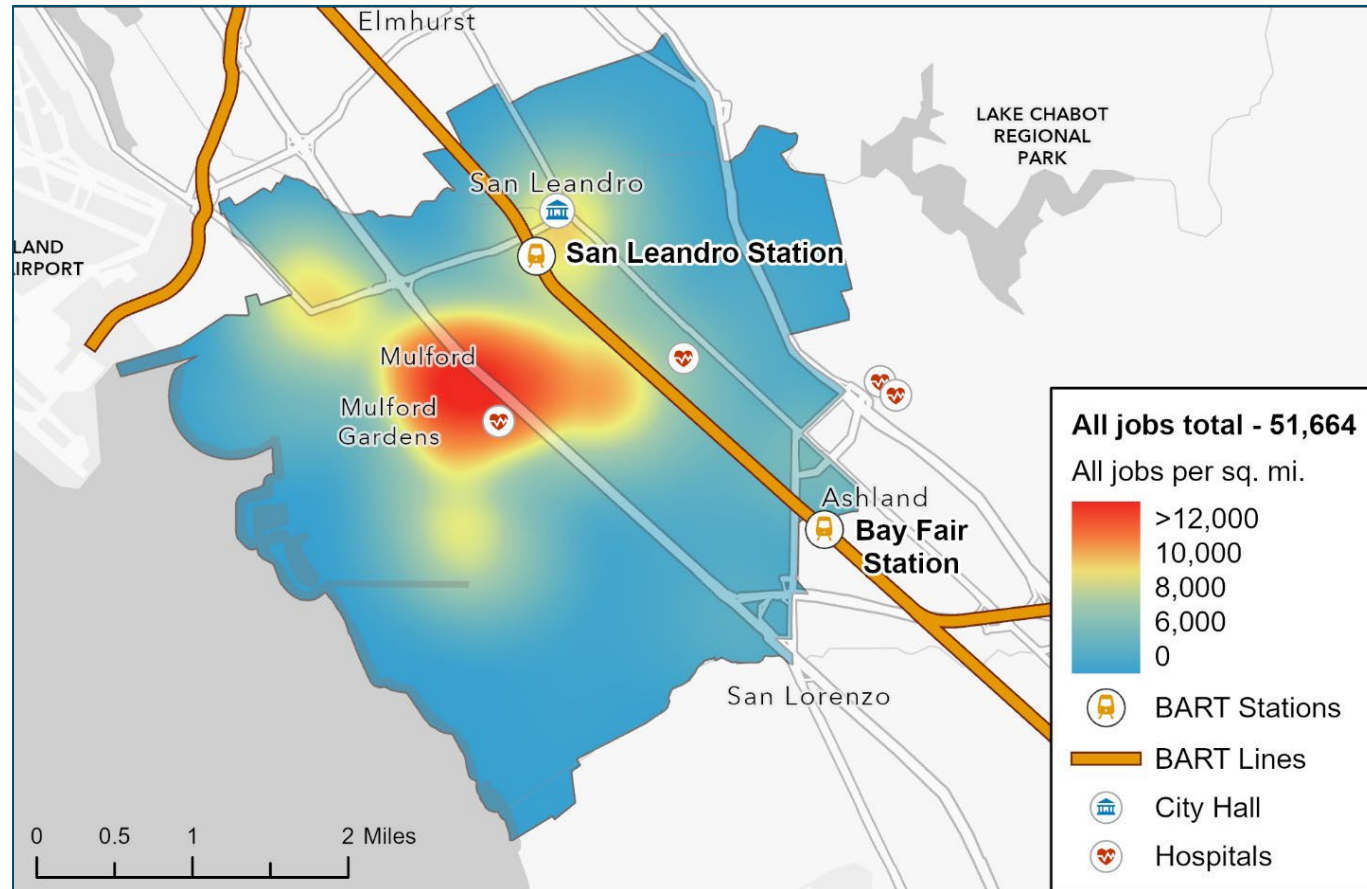 Elmhurst
LAKE CHABOT
REGIONAL
PARK
San Leandro
LAND
AIRPORT
San Leandro Station
Mulford
Mulford
Gardens
Ashland
Bay Fair
Station
San Lorenzo
0 0.5 1 2 Miles
All jobs total - 51,664
All jobs per sq. mi.
>12,000
10,000
8,000
6,000
0
BART Stations
BART Lines
City Hall
Hospitals